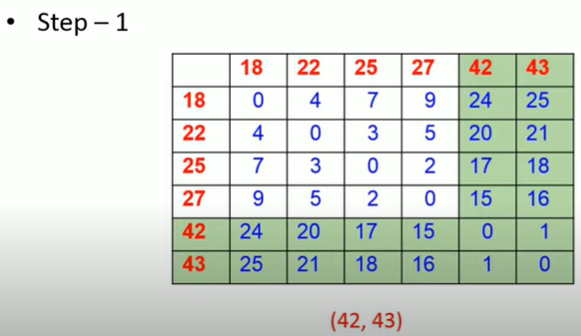 • Step – 1
18 22 25 27 42 43
18 0 4 7 9 24 25
22 4 0 3 5 20 21
25 7 3 0 2 17 18
27 9 5 2 0 15 16
42 24 20 17 15 0 1
43 25 21 18 16 1 0
(42, 43)